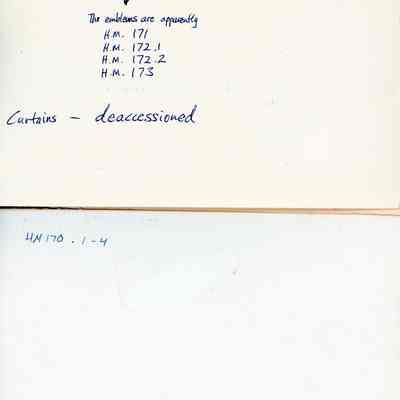 The emblems are apparently
H.M. 171
H.M. 172.1
H.M. 172.2
H.M. 173
Curtains – deaccessioned
HM 170 . 1-4